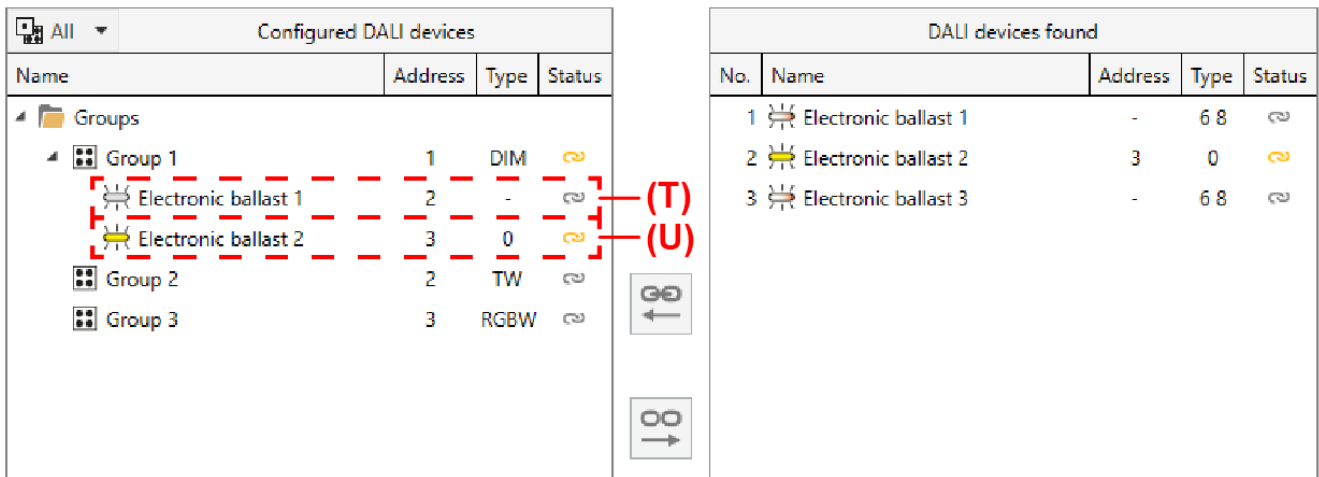 All Configured DALI devices
Name Address Type Status
Groups
Group 1 1 DIM
Electronic ballast 1 2 -
Electronic ballast 2 3 0
Group 2 2 TW
Group 3 3 RGBW
(T)
(U)
DALI devices found
No. Name Address Type Status
1 Electronic ballast 1 - 6 8
2 Electronic ballast 2 3 0
3 Electronic ballast 3 - 6 8